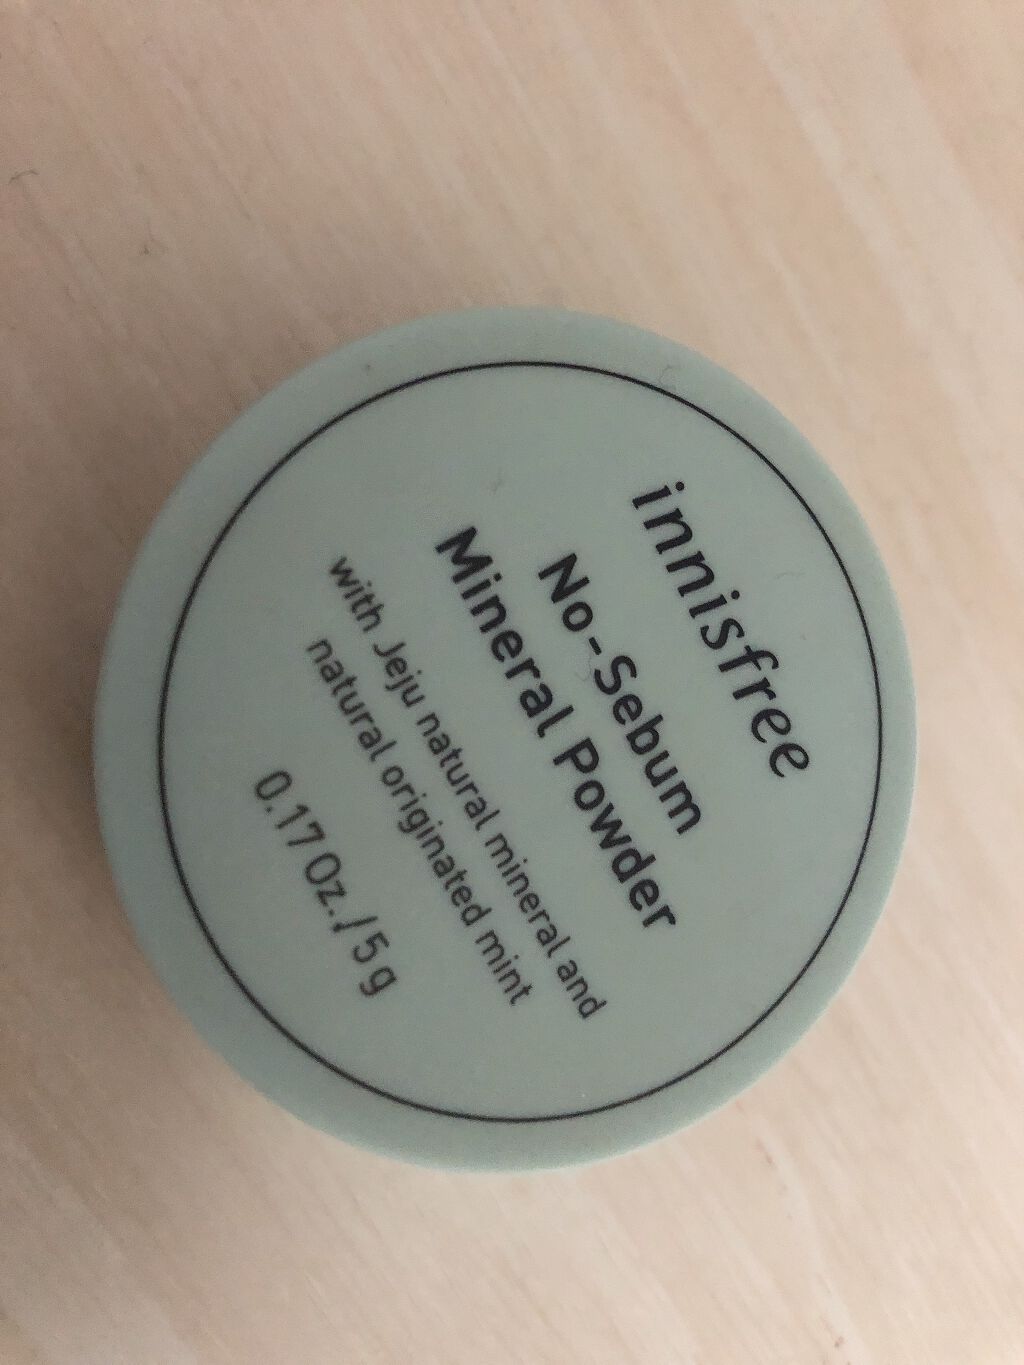 innisfree
No-Sebum
Mineral Powder
with Jeju natural mineral and
natural originated mint
0.17 Oz./5 g